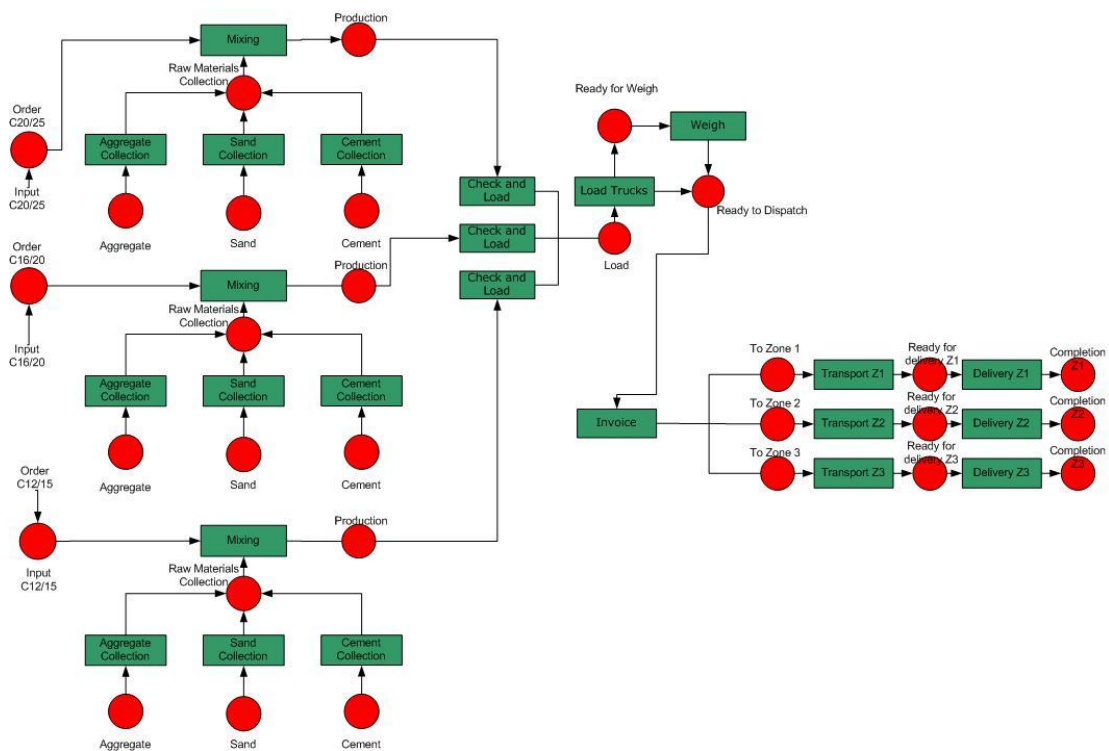 Production
Mixing
Raw Materials
Collection
Order
C20/25
Aggregate
Collection
Sand
Collection
Cement
Collection
Input
C20/25
Aggregate
Sand
Cement
Ready for Weigh
Weigh
Check and
Load
Load Trucks
Ready to Dispatch
Check and
Load
Load
Check and
Load
Order
C16/20
Production
Mixing
Raw Materials
Collection
Input
C16/20
Aggregate
Collection
Sand
Collection
Cement
Collection
Aggregate
Sand
Cement
To Zone 1
Transport Z1
Ready for
delivery Z1
Delivery Z1
Completion
Z1
Invoice
To Zone 2
Transport Z2
Ready for
delivery Z2
Delivery Z2
Completion
Z2
To Zone 3
Transport Z3
Ready for
delivery Z3
Delivery Z3
Completion
Z3
Order
C12/15
Production
Mixing
Input
C12/15
Raw Materials
Collection
Aggregate
Collection
Sand
Collection
Cement
Collection
Aggregate
Sand
Cement